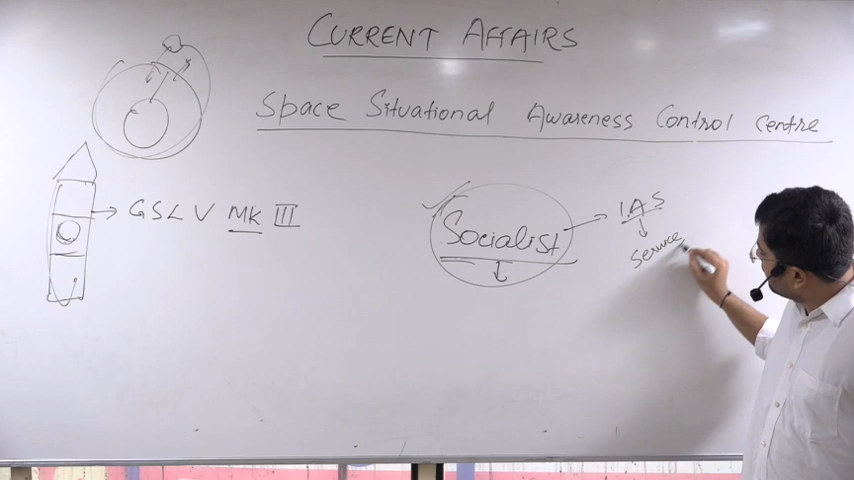 CURRENT AFFAIRS
Space Situational Awareness Control Centre
GSLV MK III
Socialist
IAS
Service